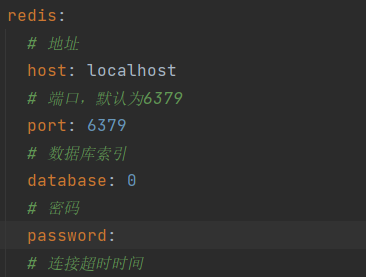 redis:
# 地址
host: localhost
# 端口，默认为6379
port: 6379
# 数据库索引
database: 0
# 密码
password:
# 连接超时时间